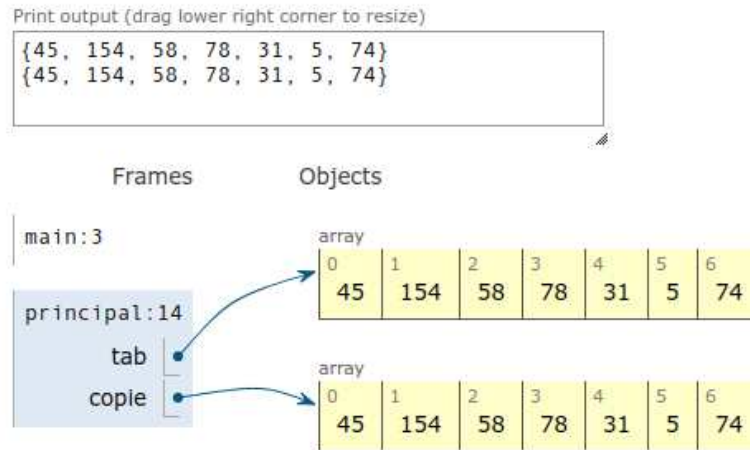 Print output (drag lower right corner to resize)
{45, 154, 58, 78, 31, 5, 74}
{45, 154, 58, 78, 31, 5, 74}
Frames Objects
main:3
array
0 1 2 3 4 5 6
45 154 58 78 31 5 74
principal:14
tab
copie
array
0 1 2 3 4 5 6
45 154 58 78 31 5 74